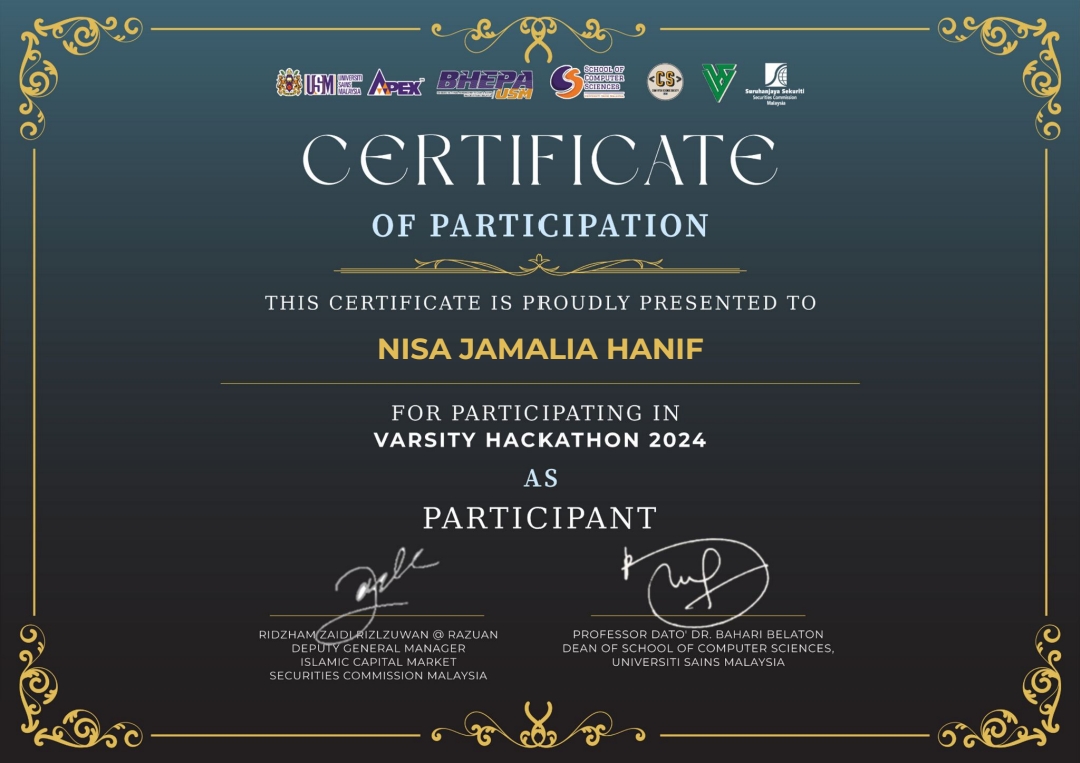 USM UNIVERSITI SAINS MALAYSIA APEX BHEPA USM SCHOOL OF COMPUTER SCIENCES <CS> Suruhanjaya Sekuriti Securities Commission Malaysia
CERTIFICATE
OF PARTICIPATION
THIS CERTIFICATE IS PROUDLY PRESENTED TO
NISA JAMALIA HANIF
FOR PARTICIPATING IN
VARSITY HACKATHON 2024
AS
PARTICIPANT
RIDZHAM ZAIDI RIZLZUWAN @ RAZUAN
DEPUTY GENERAL MANAGER
ISLAMIC CAPITAL MARKET
SECURITIES COMMISSION MALAYSIA
PROFESSOR DATO' DR. BAHARI BELATON
DEAN OF SCHOOL OF COMPUTER SCIENCES,
UNIVERSITI SAINS MALAYSIA